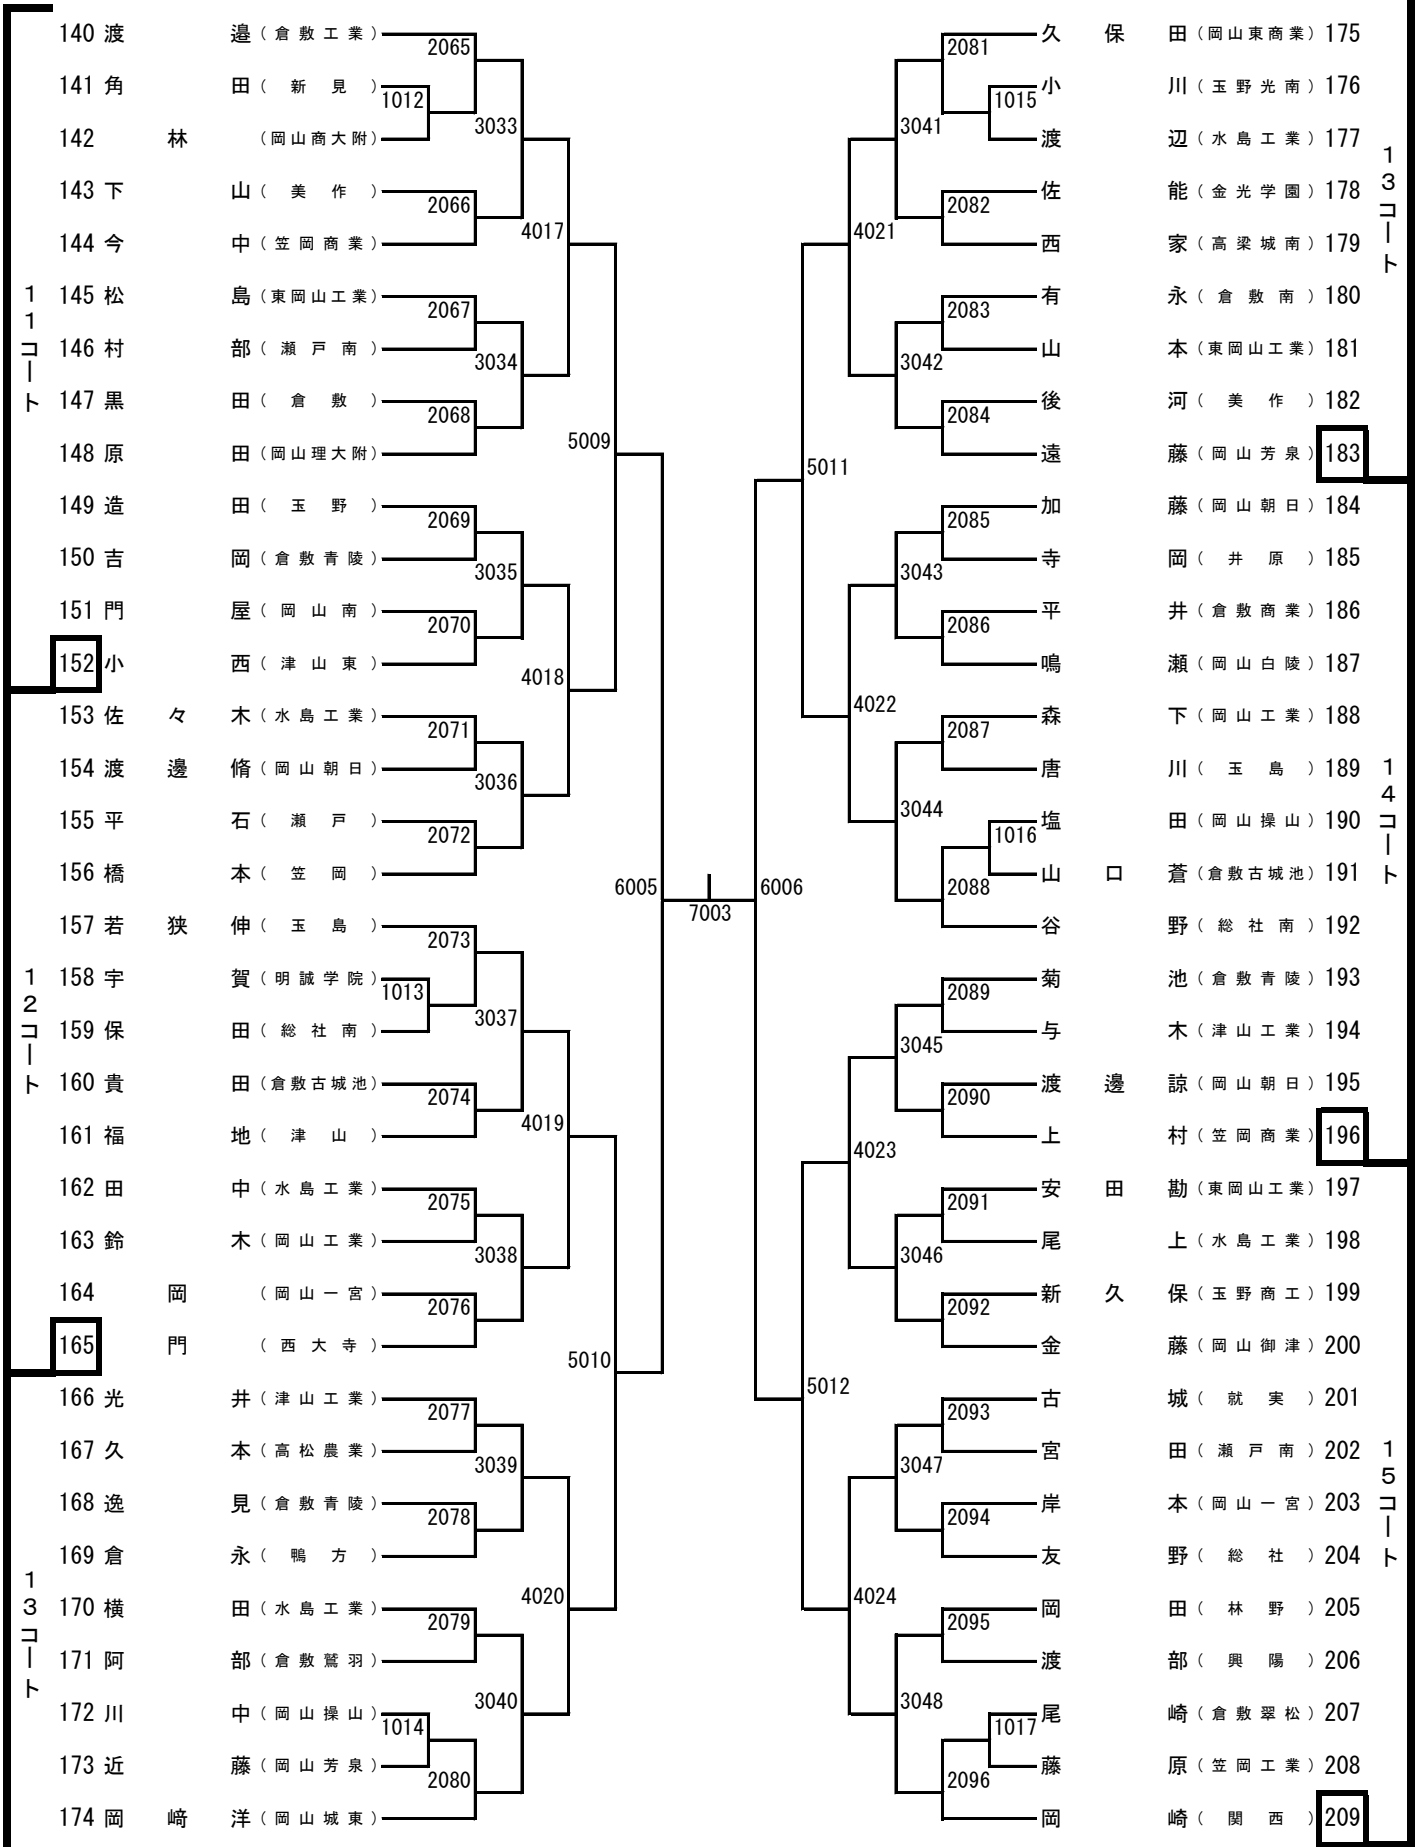 140 渡邉（倉敷工業）
141 角田（新見）
142 林（岡山商大附）
143 下山（美作）
144 今中（笠岡商業）
145 松島（東岡山工業）
146 村部（瀬戸南）
147 黒田（倉敷）
148 原田（岡山理大附）
149 造田（玉野）
150 吉岡（倉敷青陵）
151 門屋（岡山南）
152 小西（津山東）
153 佐々木（水島工業）
154 渡邊脩（岡山朝日）
155 平石（瀬戸）
156 橋本（笠岡）
157 若狭伸（玉島）
158 宇賀（明誠学院）
159 保田（総社南）
160 貴田（倉敷古城池）
161 福地（津山）
162 田中（水島工業）
163 鈴木（岡山工業）
164 岡（岡山一宮）
165 門（西大寺）
166 光井（津山工業）
167 久本（高松農業）
168 逸見（倉敷青陵）
169 倉永（鴨方）
170 横田（水島工業）
171 阿部（倉敷鷲羽）
172 川中（岡山操山）
173 近藤（岡山芳泉）
174 岡﨑洋（岡山城東）
11コート
12コート
13コート
1012
1013
1014
2065
2066
2067
2068
2069
2070
2071
2072
2073
2074
2075
2076
2077
2078
2079
2080
3033
3034
3035
3036
3037
3038
3039
3040
4017
4018
4019
4020
5009
5010
6005
7003
6006
5011
5012
4021
4022
4023
4024
3041
3042
3043
3044
3045
3046
3047
3048
2081
2082
2083
2084
2085
2086
2087
2088
2089
2090
2091
2092
2093
2094
2095
2096
1015
1016
1017
久保田（岡山東商業）175
小川（玉野光南）176
渡辺（水島工業）177
佐能（金光学園）178
西家（高梁城南）179
有永（倉敷南）180
山本（東岡山工業）181
後河（美作）182
遠藤（岡山芳泉）183
加藤（岡山朝日）184
寺岡（井原）185
平井（倉敷商業）186
鳴瀬（岡山白陵）187
森下（岡山工業）188
唐川（玉島）189
塩田（岡山操山）190
山口蒼（倉敷古城池）191
谷野（総社南）192
菊池（倉敷青陵）193
与木（津山工業）194
渡邊諒（岡山朝日）195
上村（笠岡商業）196
安田勘（東岡山工業）197
尾上（水島工業）198
新久保（玉野商工）199
金藤（岡山御津）200
古城（就実）201
宮田（瀬戸南）202
岸本（岡山一宮）203
友野（総社）204
岡田（林野）205
渡部（興陽）206
尾崎（倉敷翠松）207
藤原（笠岡工業）208
岡崎（関西）209
13コート
14コート
15コート